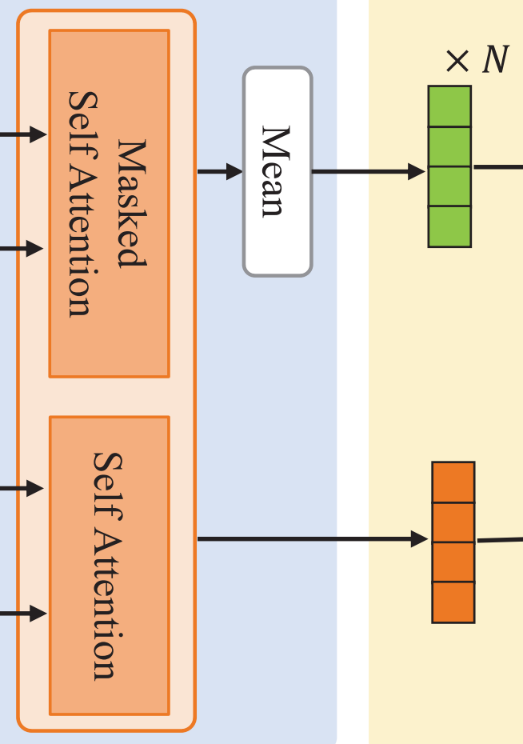 Masked
Self Attention
Mean
× N
Self Attention